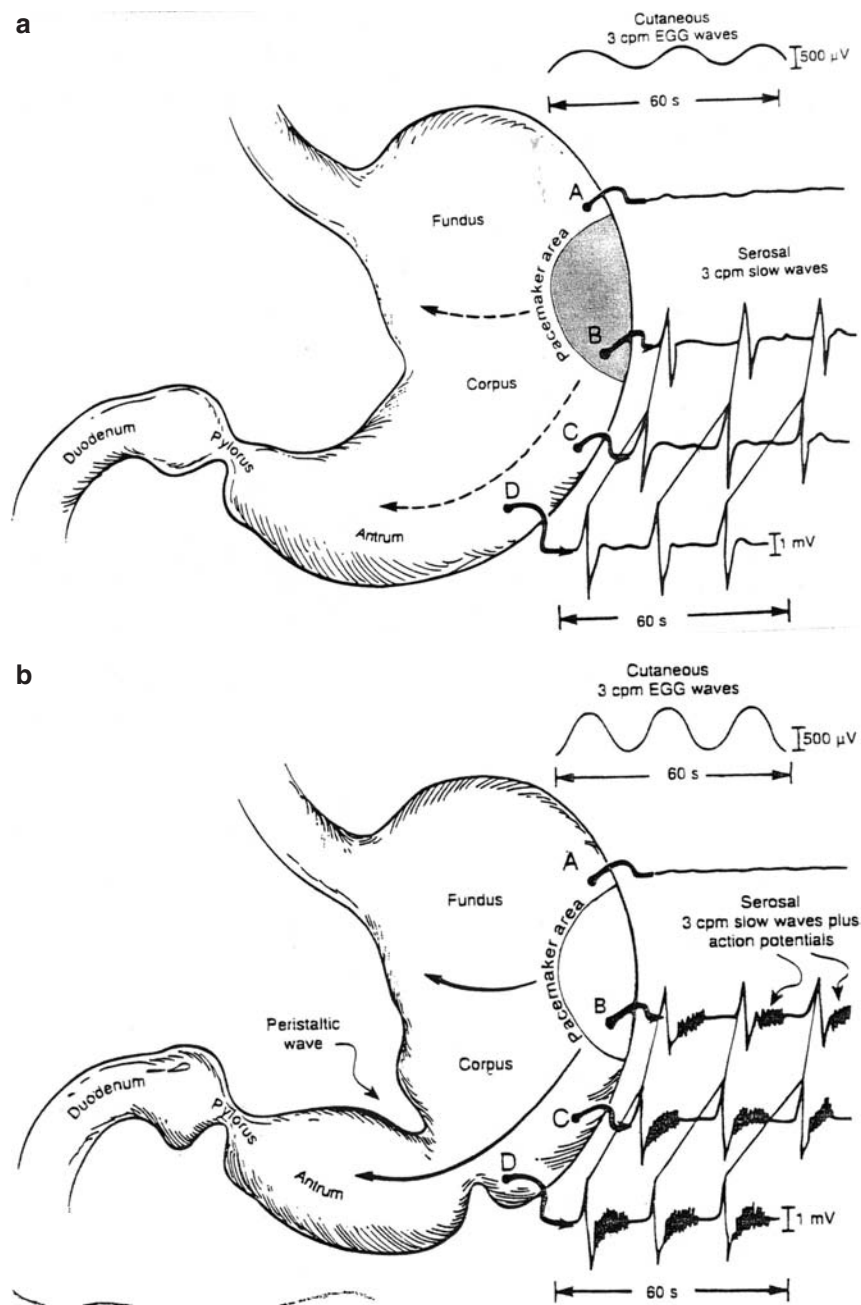 a
Cutaneous
3 cpm EGG waves
500 µV
60 s
A
Fundus
Pacemaker area
Serosal
3 cpm slow waves
B
Corpus
Duodenum
Pylorus
C
D
Antrum
1 mV
60 s
b
Cutaneous
3 cpm EGG waves
500 µV
60 s
A
Fundus
Pacemaker area
Serosal
3 cpm slow waves plus
action potentials
B
Peristaltic
wave
Corpus
Duodenum
Pylorus
C
D
Antrum
1 mV
60 s